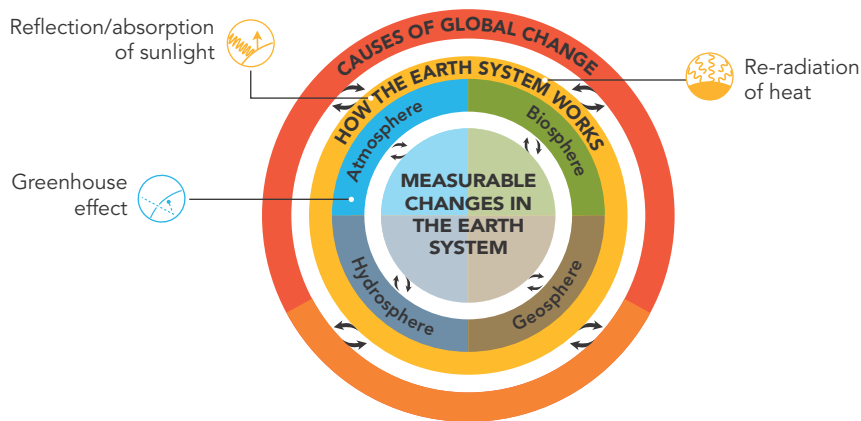 Reflection/absorption
of sunlight
CAUSES OF GLOBAL CHANGE
HOW THE EARTH SYSTEM WORKS
Re-radiation
of heat
Atmosphere
Biosphere
Greenhouse
effect
MEASURABLE
CHANGES IN
THE EARTH
SYSTEM
Hydrosphere
Geosphere